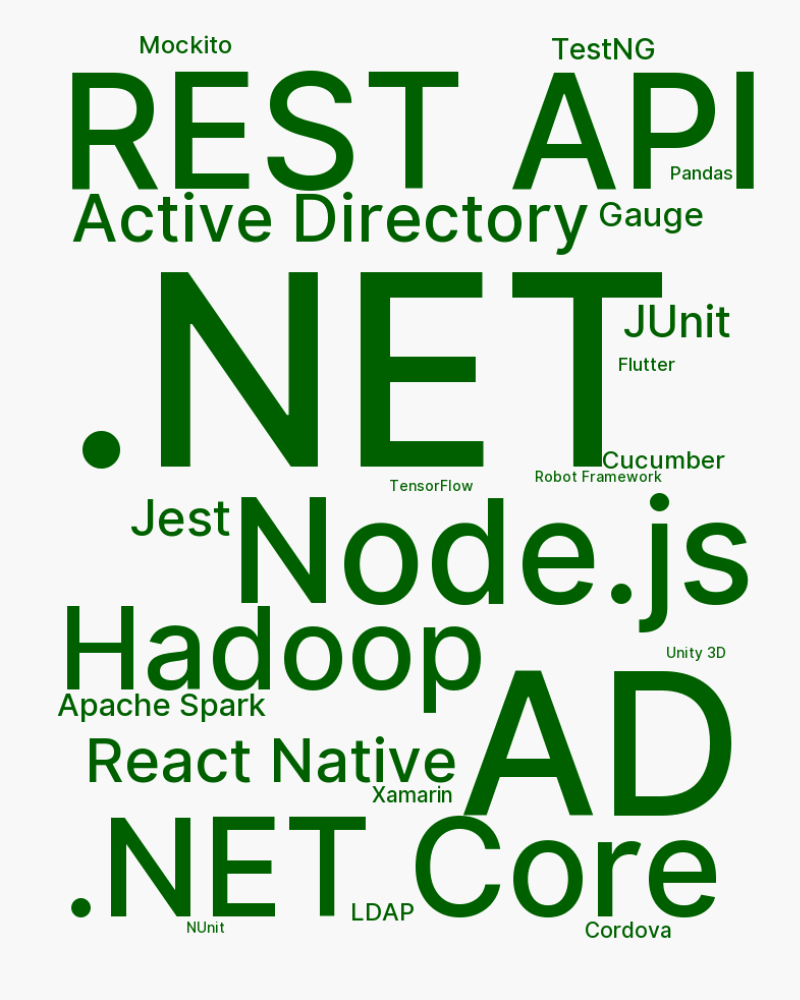 Mockito
TestNG
REST API
Pandas
Active Directory
Gauge
.NET
JUnit
Flutter
Cucumber
Robot Framework
TensorFlow
Jest
Node.js
Hadoop
Unity 3D
Apache Spark
AD
React Native
Xamarin
.NET Core
LDAP
NUnit
Cordova